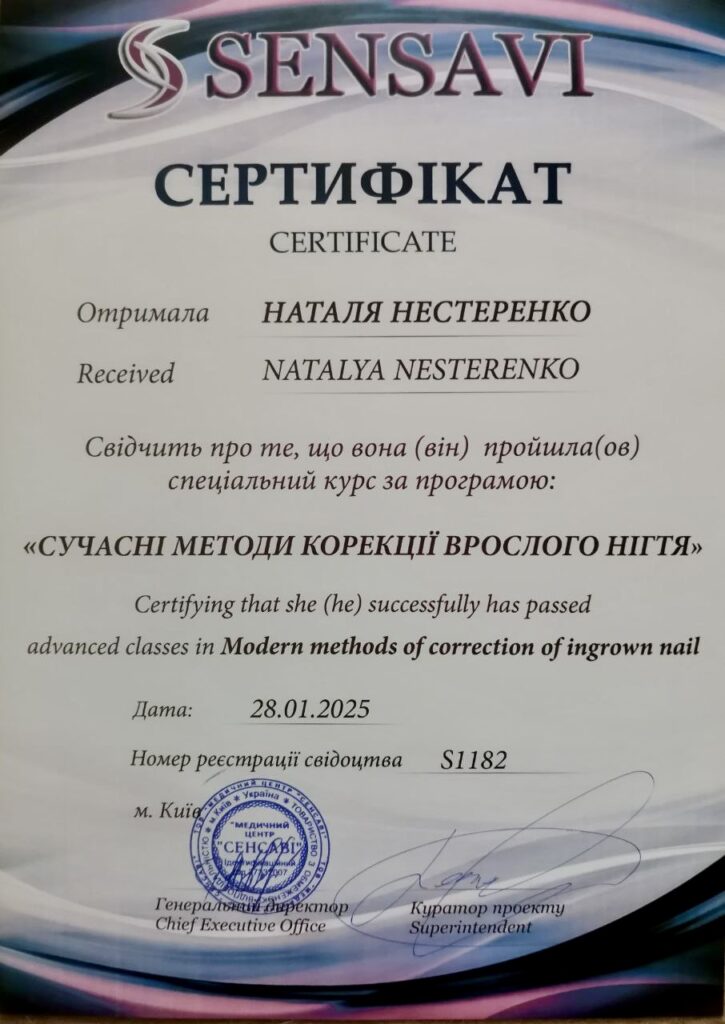 SENSAVI
СЕРТИФІКАТ
CERTIFICATE
Отримала НАТАЛЯ НЕСТЕРЕНКО
Received NATALYA NESTERENKO
Свідчить про те, що вона (він) пройшла(ов)
спеціальний курс за програмою:
«СУЧАСНІ МЕТОДИ КОРЕКЦІЇ ВРОСЛОГО НІГТЯ»
Certifying that she (he) successfully has passed
advanced classes in Modern methods of correction of ingrown nail
Дата: 28.01.2025
Номер реєстрації свідоцтва S1182
м. Київ
"МЕДИЧНИЙ
ЦЕНТР
"СЕНСАВІ"
Генеральний директор
Chief Executive Office
Куратор проекту
Superintendent